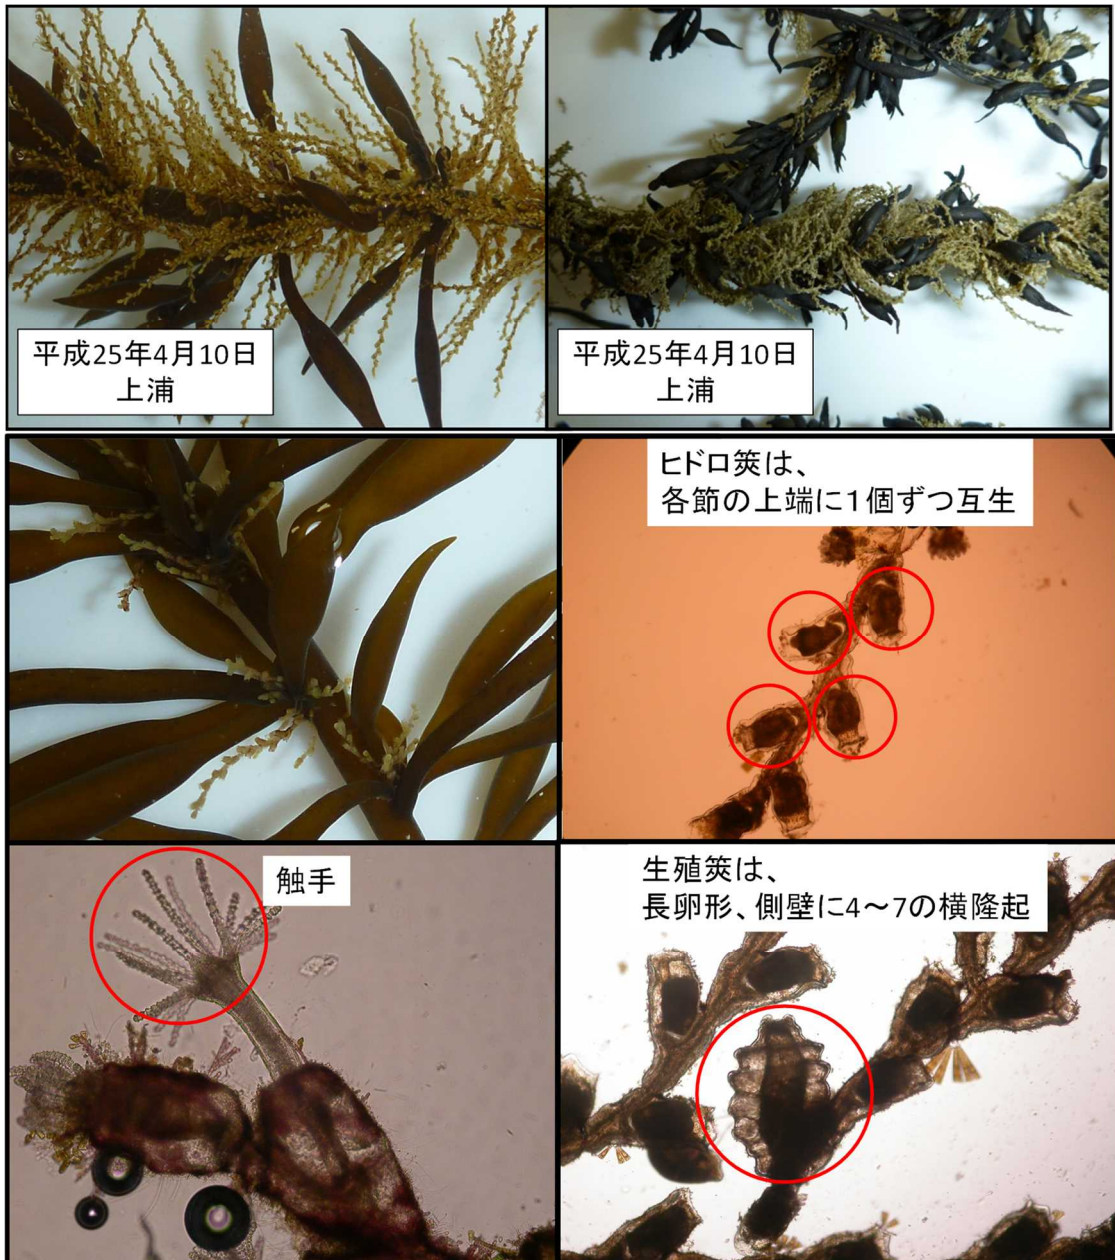 平成25年4月10日
上浦
平成25年4月10日
上浦
ヒドロ莢は、
各節の上端に1個ずつ互生
触手
生殖莢は、
長卵形、側壁に4～7の横隆起